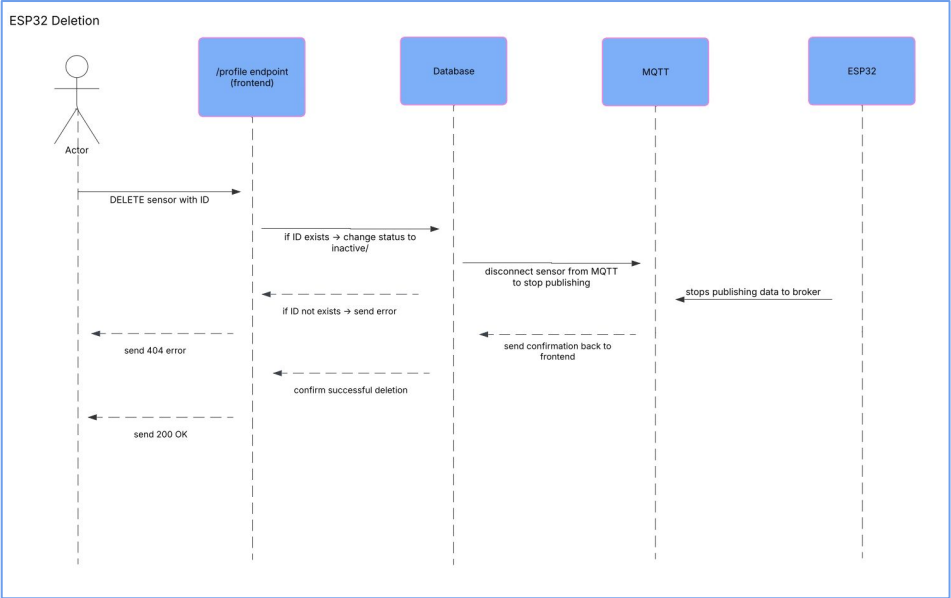 ESP32 Deletion
/profile endpoint
(frontend)
Database
MQTT
ESP32
Actor
DELETE sensor with ID
if ID exists → change status to
inactive/
disconnect sensor from MQTT
to stop publishing
stops publishing data to broker
if ID not exists → send error
send 404 error
send confirmation back to
frontend
confirm successful deletion
send 200 OK